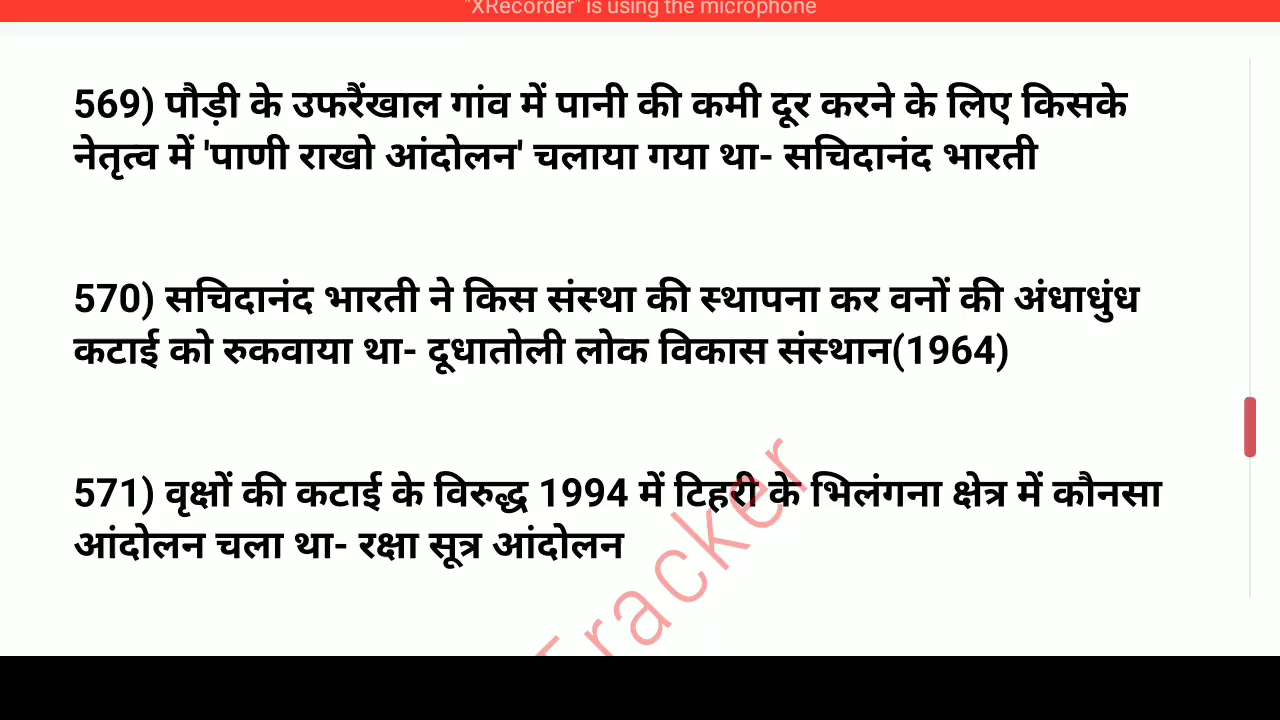 "XRecorder" is using the microphone
569) पौड़ी के उफरैंखाल गांव में पानी की कमी दूर करने के लिए किसके
नेतृत्व में 'पाणी राखो आंदोलन' चलाया गया था- सचिदानंद भारती
570) सचिदानंद भारती ने किस संस्था की स्थापना कर वनों की अंधाधुंध
कटाई को रुकवाया था- दूधातोली लोक विकास संस्थान(1964)
571) वृक्षों की कटाई के विरुद्ध 1994 में टिहरी के भिलंगना क्षेत्र में कौनसा
आंदोलन चला था- रक्षा सूत्र आंदोलन
Tracker